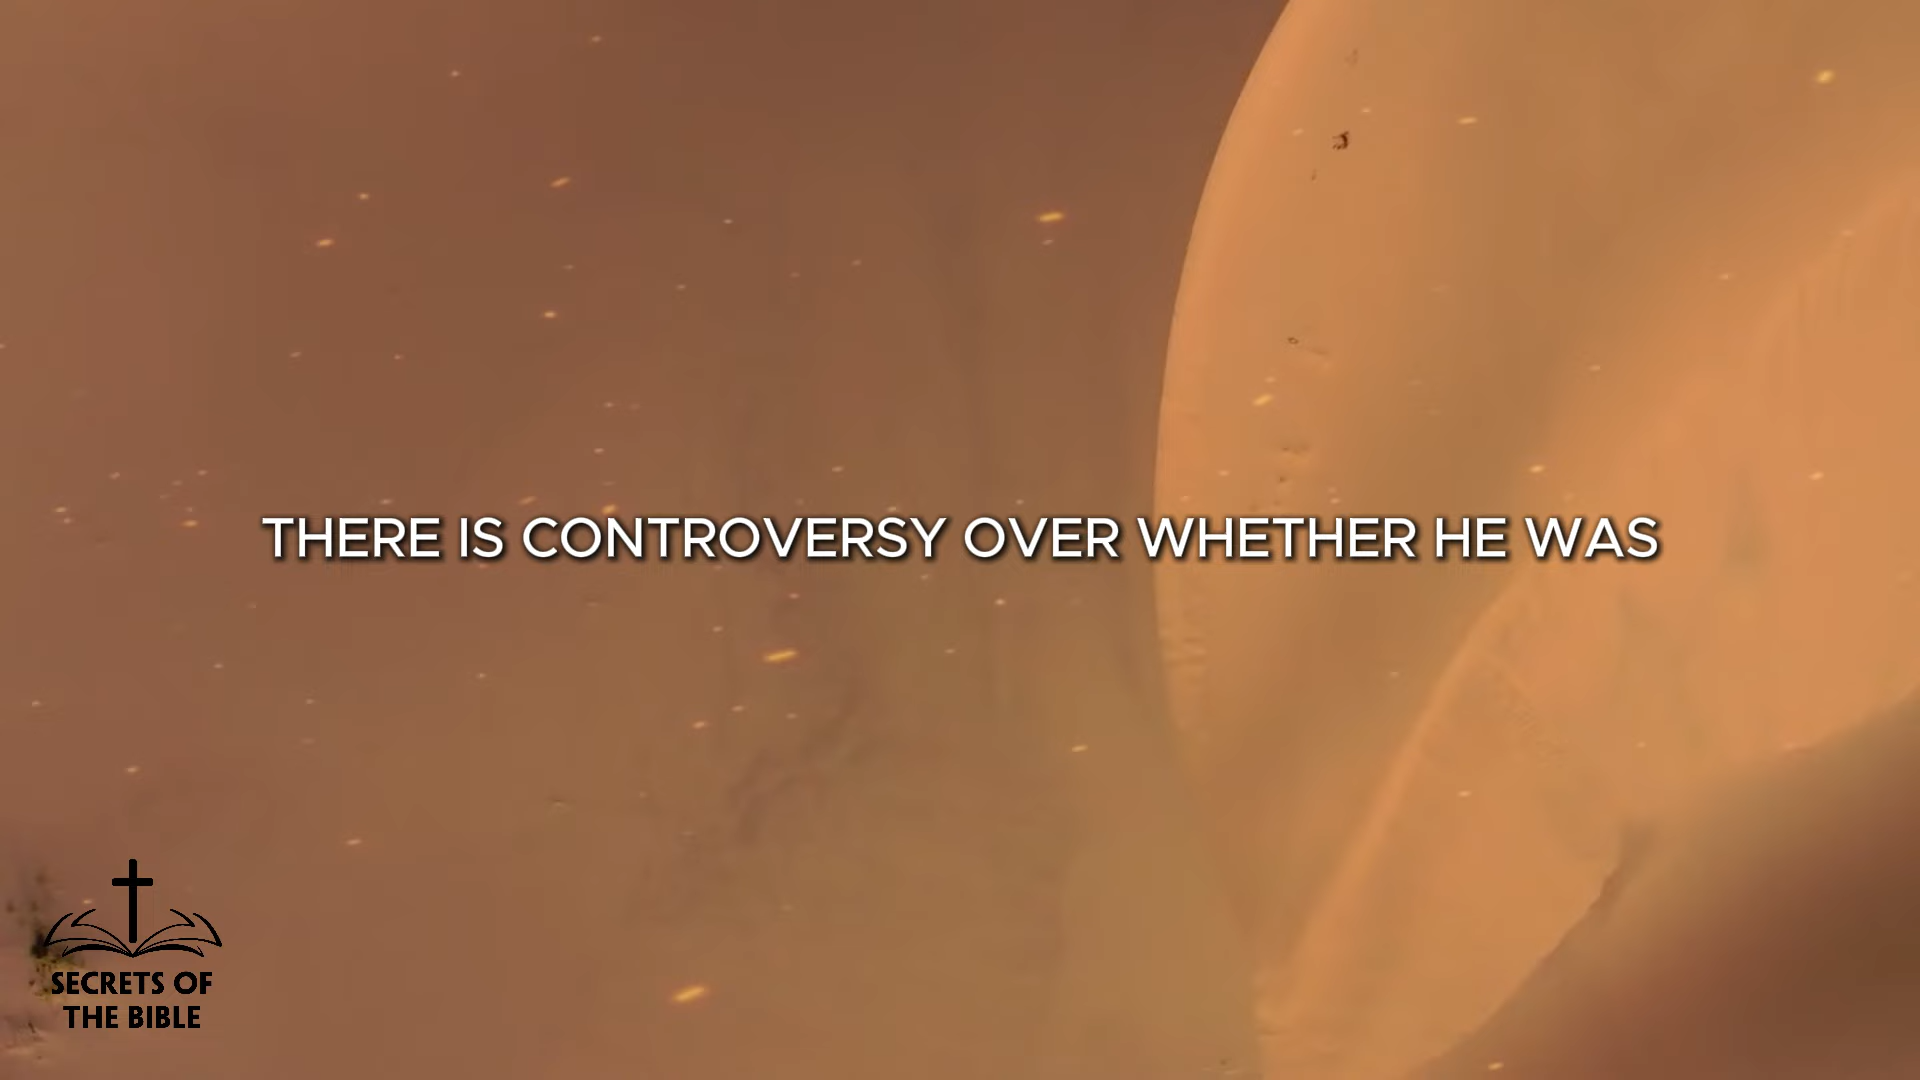 THERE IS CONTROVERSY OVER WHETHER HE WAS
SECRETS OF
THE BIBLE